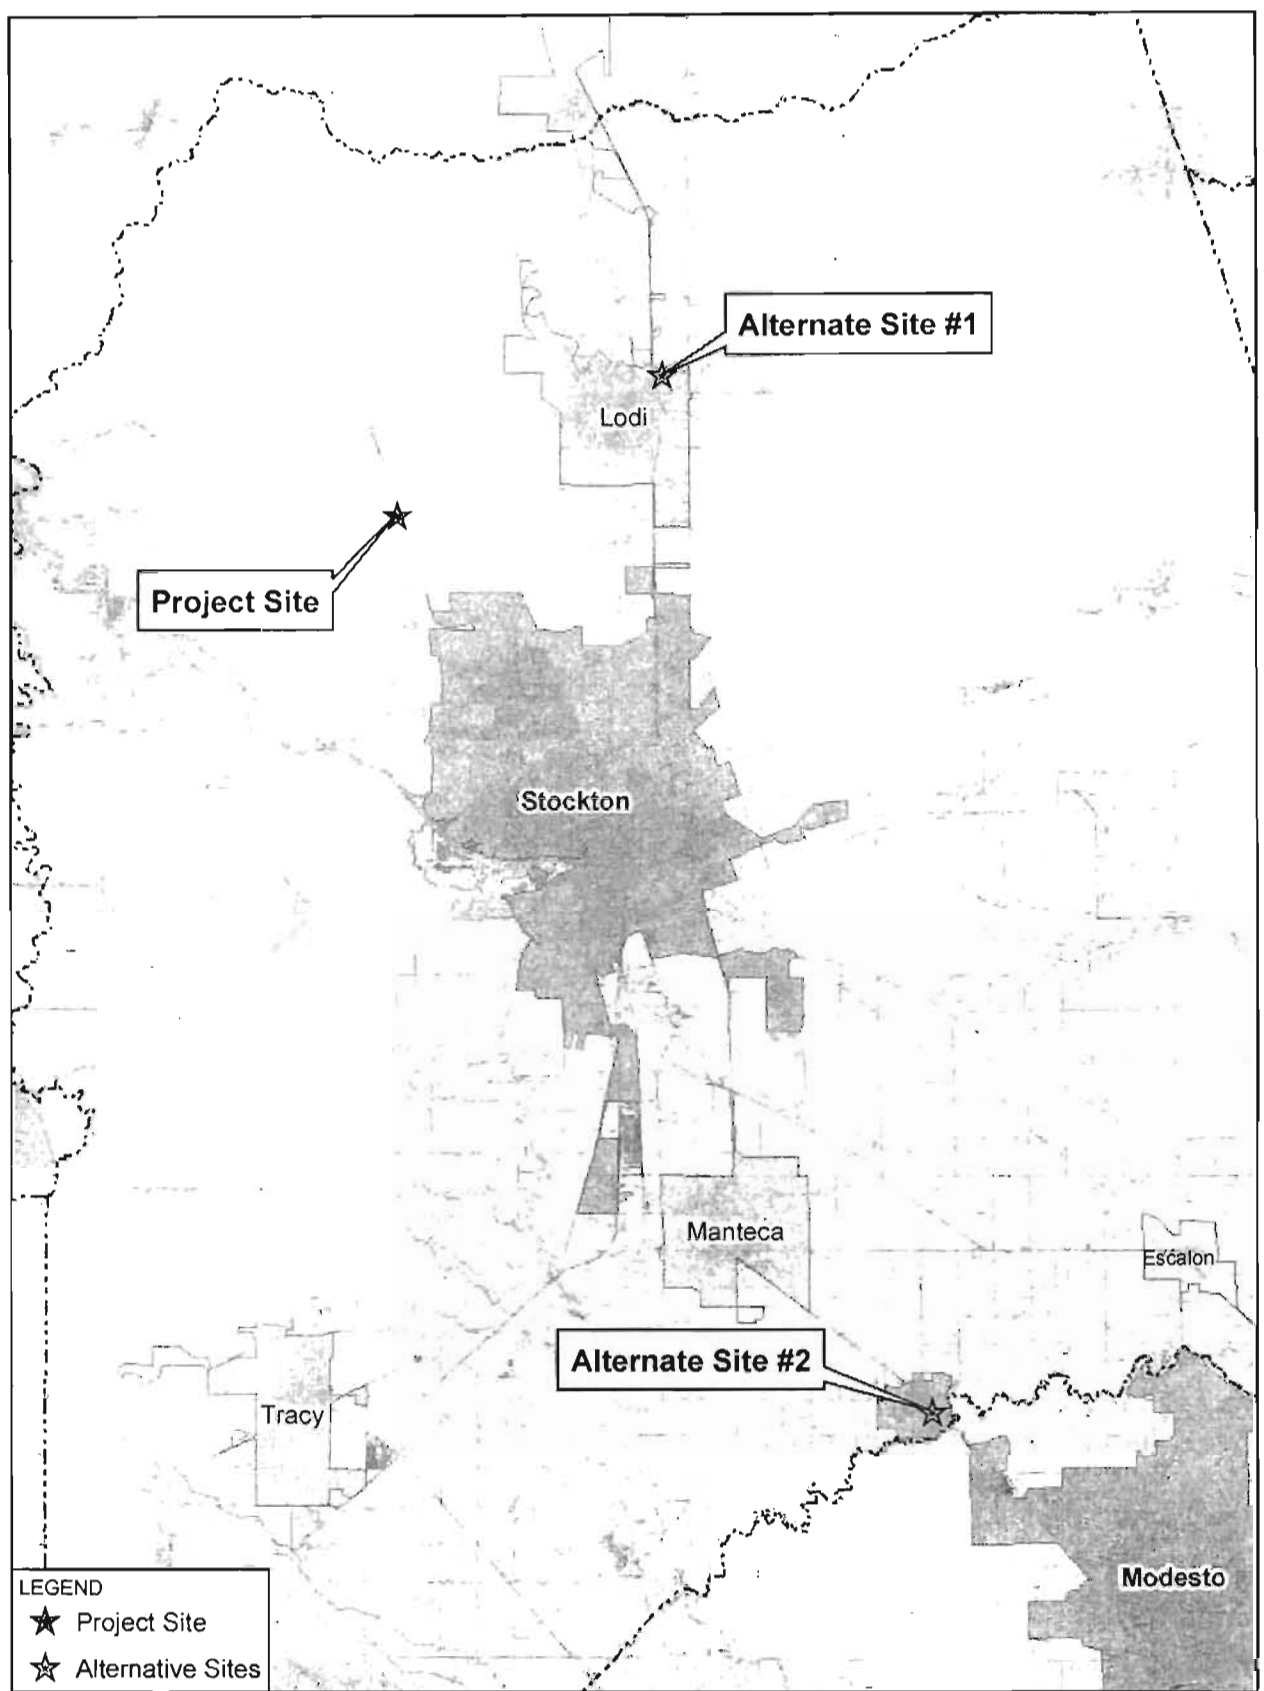 Alternate Site #1
Lodi
Project Site
Stockton
Manteca
Escalon
Alternate Site #2
Tracy
Modesto
LEGEND
Project Site
Alternative Sites